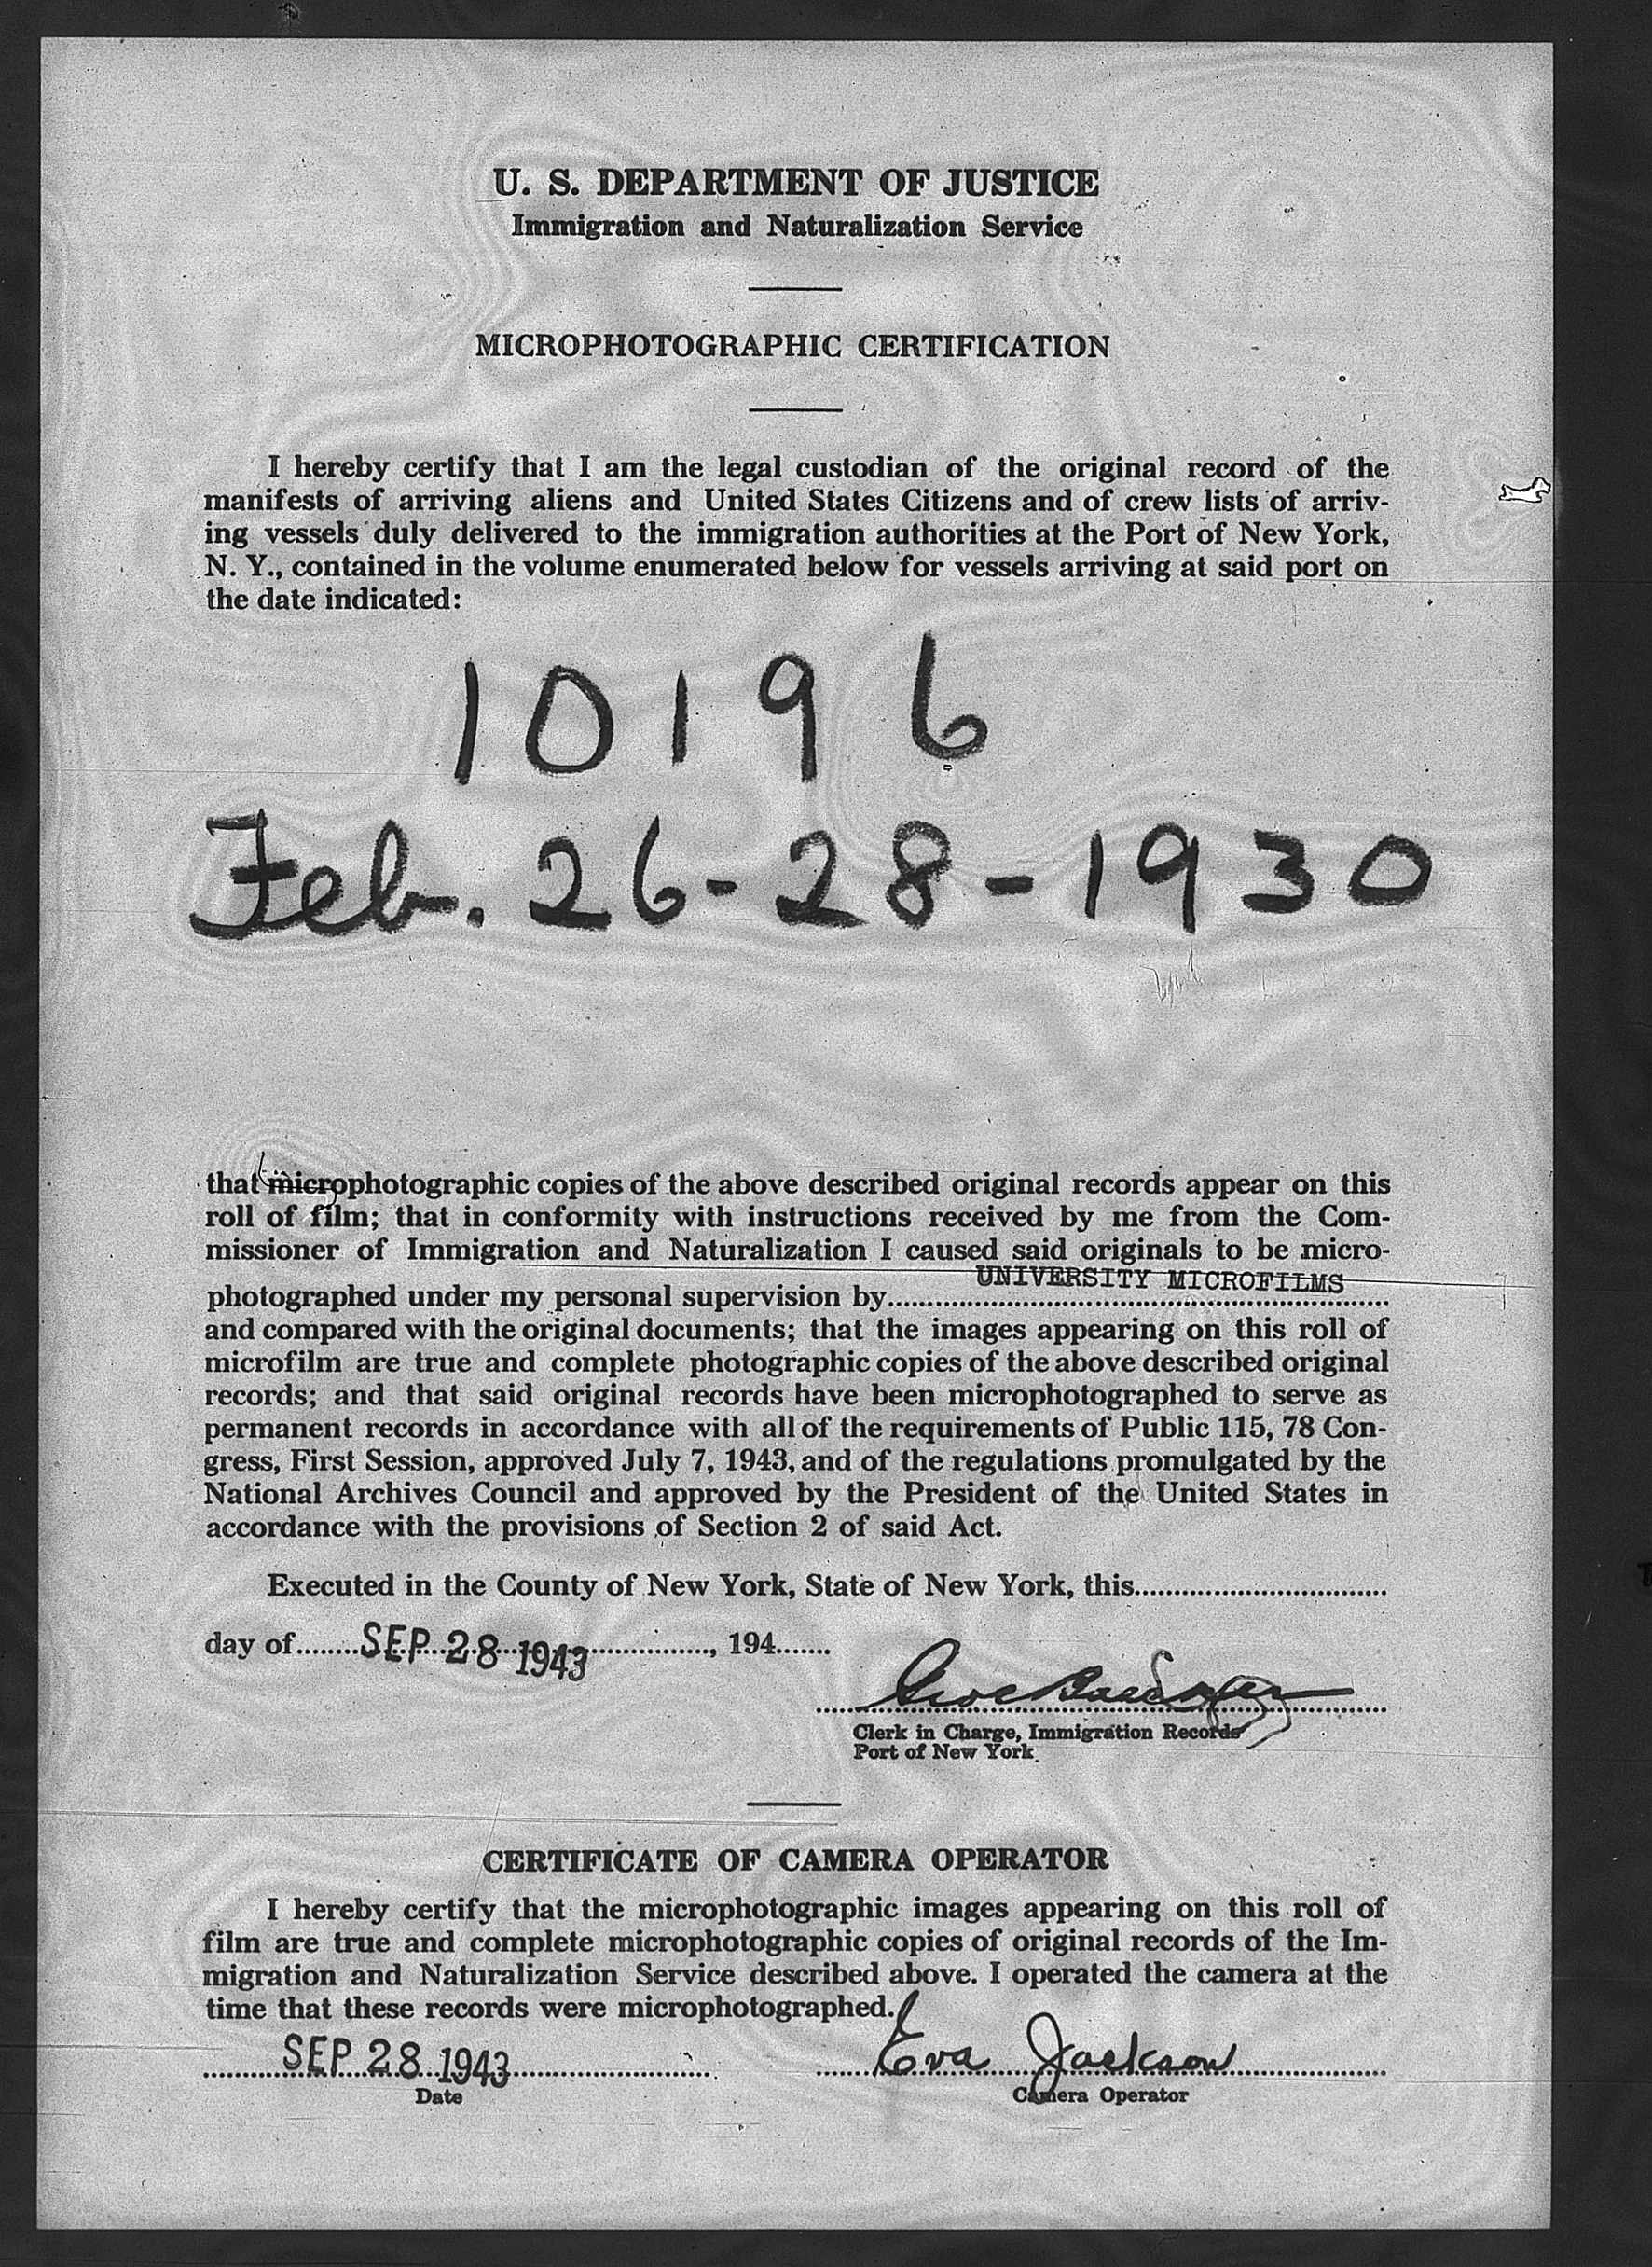 U. S. DEPARTMENT OF JUSTICE
Immigration and Naturalization Service
MICROPHOTOGRAPHIC CERTIFICATION
I hereby certify that I am the legal custodian of the original record of the
manifests of arriving aliens and United States Citizens and of crew lists of arriv-
ing vessels duly delivered to the immigration authorities at the Port of New York,
N. Y., contained in the volume enumerated below for vessels arriving at said port on
the date indicated:
10196
Feb. 26-28-1930
that microphotographic copies of the above described original records appear on this
roll of film; that in conformity with instructions received by me from the Com-
missioner of Immigration and Naturalization I caused said originals to be micro-
UNIVERSITY MICROFILMS
photographed under my personal supervision by
and compared with the original documents; that the images appearing on this roll of
microfilm are true and complete photographic copies of the above described original
records; and that said original records have been microphotographed to serve as
permanent records in accordance with all of the requirements of Public 115, 78 Con-
gress, First Session, approved July 7, 1943, and of the regulations promulgated by the
National Archives Council and approved by the President of the United States in
accordance with the provisions of Section 2 of said Act.
Executed in the County of New York, State of New York, this
day of SEP 28 1943, 194
Clerk in Charge, Immigration Records
Port of New York.
CERTIFICATE OF CAMERA OPERATOR
I hereby certify that the microphotographic images appearing on this roll of
film are true and complete microphotographic copies of original records of the Im-
migration and Naturalization Service described above. I operated the camera at the
time that these records were microphotographed.
SEP 28 1943 Eva Jackson
Date Camera Operator